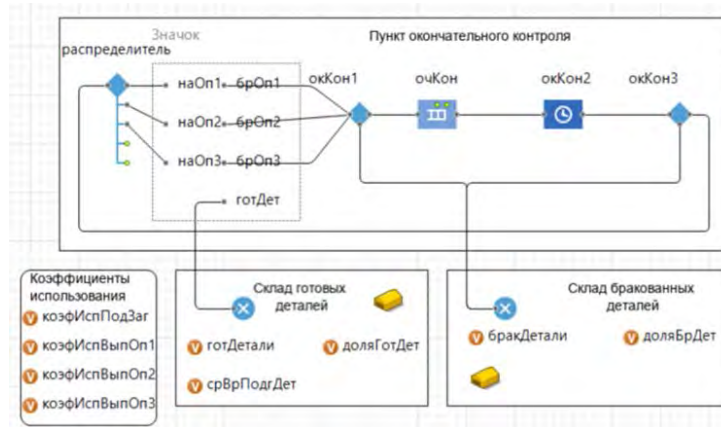 Значок
Пункт окончательного контроля
распределитель
наОп1
брОп1
окКон1
очКон
окКон2
окКон3
наОп2
брОп2
наОп3
брОп3
готДет
Коэффициенты
использования
коэфИспПодЗаг
коэфИспВыпОп1
коэфИспВыпОп2
коэфИспВыпОп3
Склад готовых
деталей
готДетали
доляГотДет
срВрПодгДет
Склад бракованных
деталей
бракДетали
доляБрДет